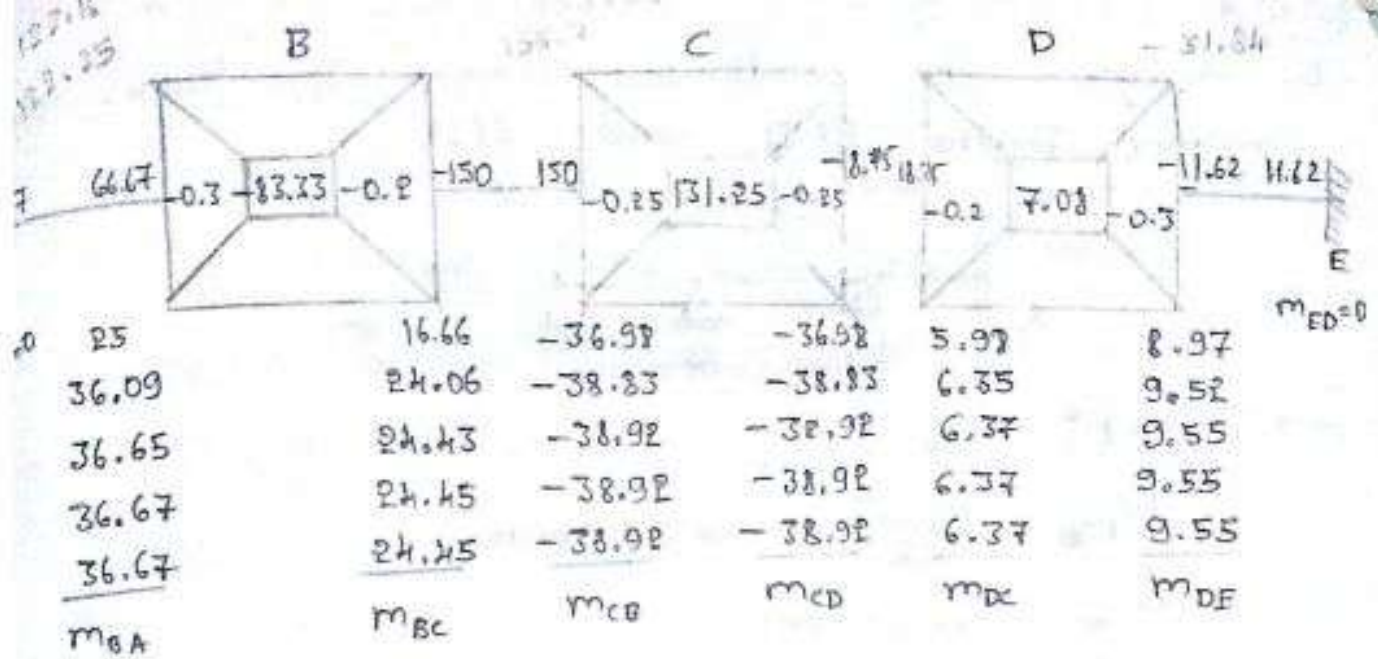 122.25
B C D -31.84
66.67 -0.3 -83.33 -0.2 -150 150 -0.25 131.25 -0.25 -18.75 18.75 -0.2 7.08 -0.3 -11.62 11.62
E
m_ED=0
25 16.66 -36.98 -36.98 5.98 8.97
36.09 24.06 -38.83 -38.83 6.35 9.52
36.65 24.43 -38.92 -38.92 6.37 9.55
36.67 24.45 -38.92 -38.92 6.37 9.55
36.67 24.45 -38.92 -38.92 6.37 9.55
m_BA m_BC m_CB m_CD m_DC m_DE